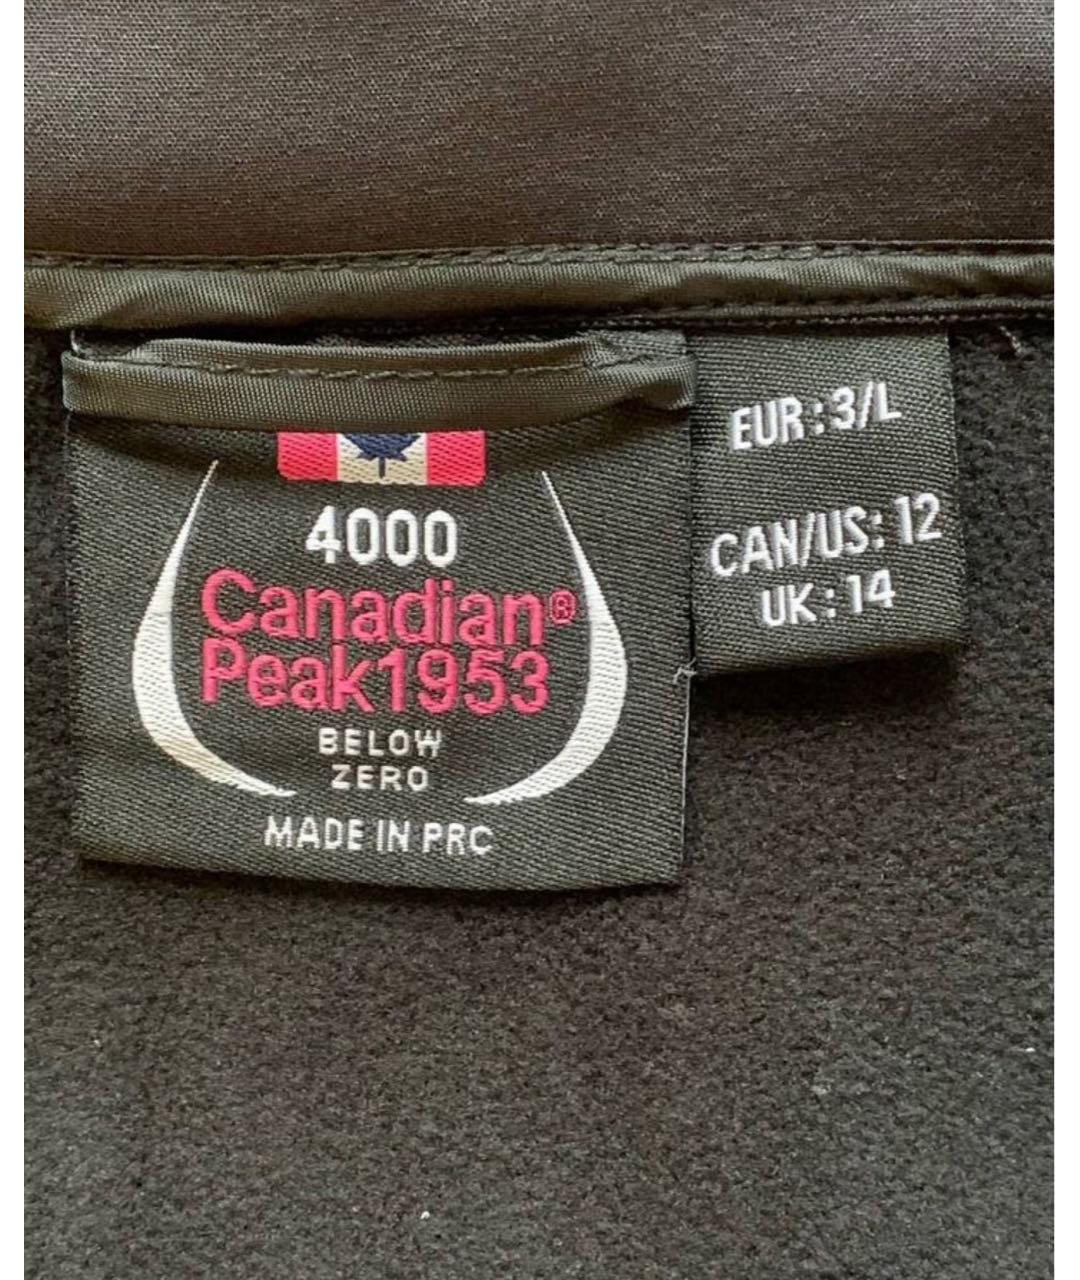 4000
Canadian®
Peak1953
BELOW
ZERO
MADE IN PRC
EUR: 3/L
CAN/US: 12
UK: 14